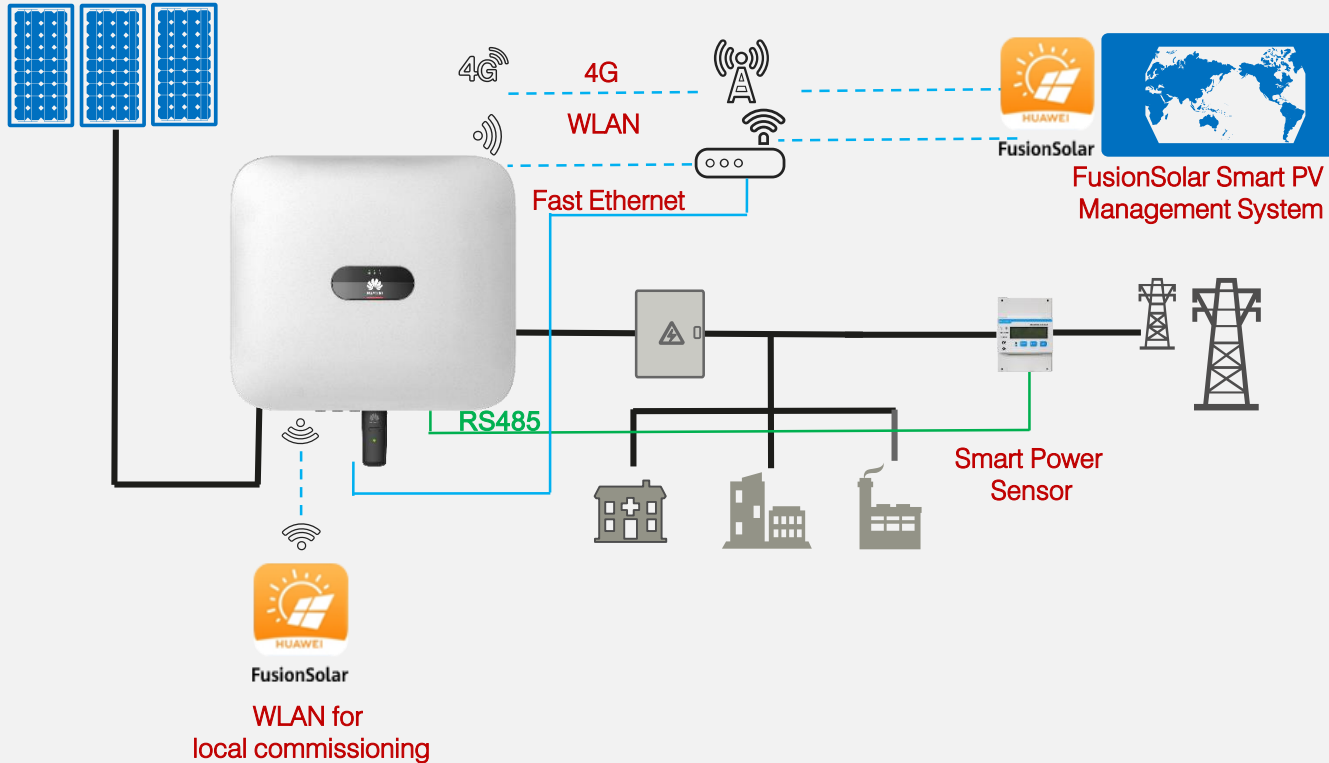 4G
4G
WLAN
HUAWEI
FusionSolar
FusionSolar Smart PV
Management System
Fast Ethernet
RS485
Smart Power
Sensor
HUAWEI
FusionSolar
WLAN for
local commissioning